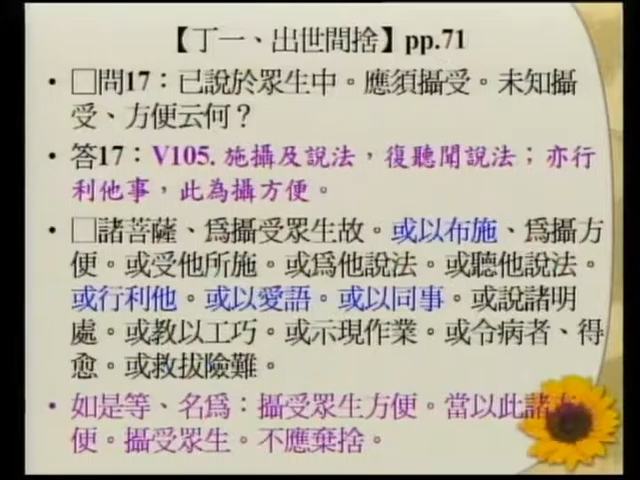 【丁一、出世間捨】pp.71
• □問17：已說於眾生中。應須攝受。未知攝
受、方便云何？
• 答17：V105. 施攝及說法，復聽聞說法；亦行
利他事，此為攝方便。
• □諸菩薩、爲攝受眾生故。或以布施、爲攝方
便。或受他所施。或爲他說法。或聽他說法。
或行利他。或以愛語。或以同事。或說諸明
處。或教以工巧。或示現作業。或令病者、得
愈。或救拔險難。
• 如是等、名爲：攝受眾生方便。當以此諸方
便。攝受眾生。不應棄捨。